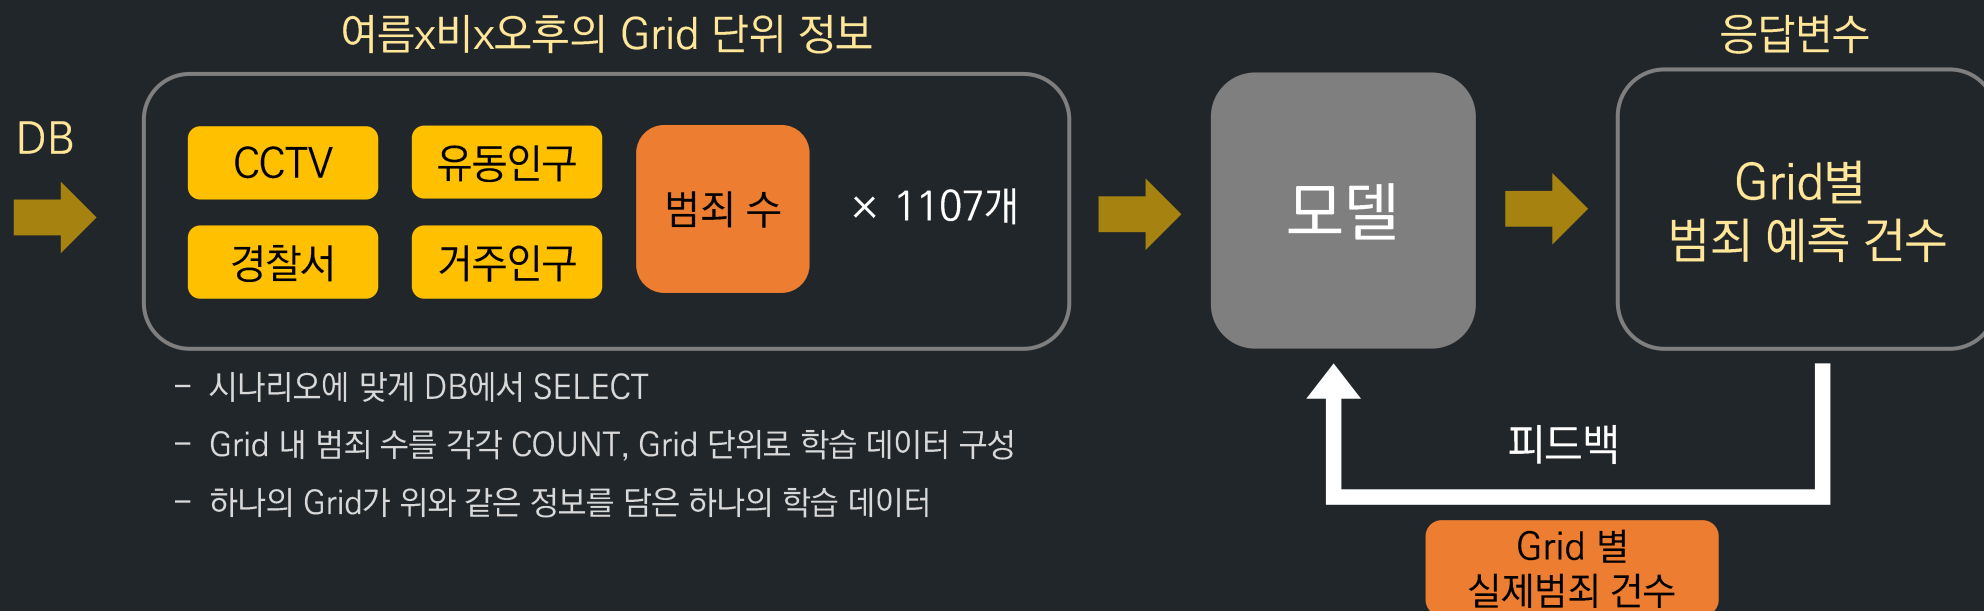 여름x비x오후의 Grid 단위 정보
응답변수
DB
CCTV
유동인구
경찰서
거주인구
범죄 수
× 1107개
모델
Grid별
범죄 예측 건수
- 시나리오에 맞게 DB에서 SELECT
- Grid 내 범죄 수를 각각 COUNT, Grid 단위로 학습 데이터 구성
- 하나의 Grid가 위와 같은 정보를 담은 하나의 학습 데이터
피드백
Grid 별
실제범죄 건수